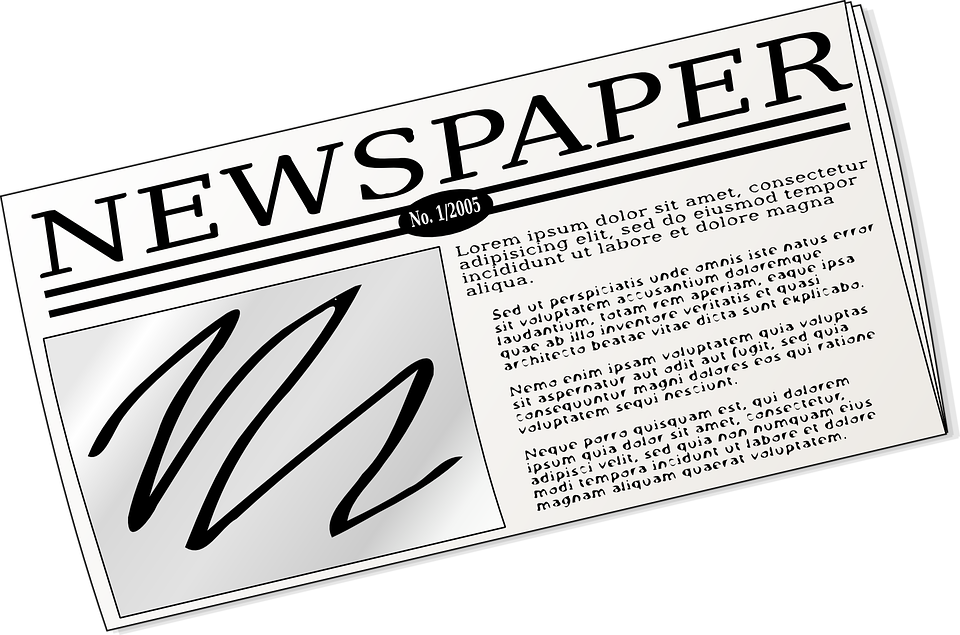 NEWSPAPER
No. 1/2005
Lorem ipsum dolor sit amet, consectetur
adipisicing elit, sed do eiusmod tempor
incididunt ut labore et dolore magna
aliqua.
Sed ut perspiciatis unde omnis iste natus error
sit voluptatem accusantium doloremque
laudantium, totam rem aperiam, eaque ipsa
quae ab illo inventore veritatis et quasi
architecto beatae vitae dicta sunt explicabo.
Nemo enim ipsam voluptatem quia voluptas
sit aspernatur aut odit aut fugit, sed quia
consequuntur magni dolores eos qui ratione
voluptatem sequi nesciunt.
Neque porro quisquam est, qui dolorem
ipsum quia dolor sit amet, consectetur,
adipisci velit, sed quia non numquam eius
modi tempora incidunt ut labore et dolore
magnam aliquam quaerat voluptatem.